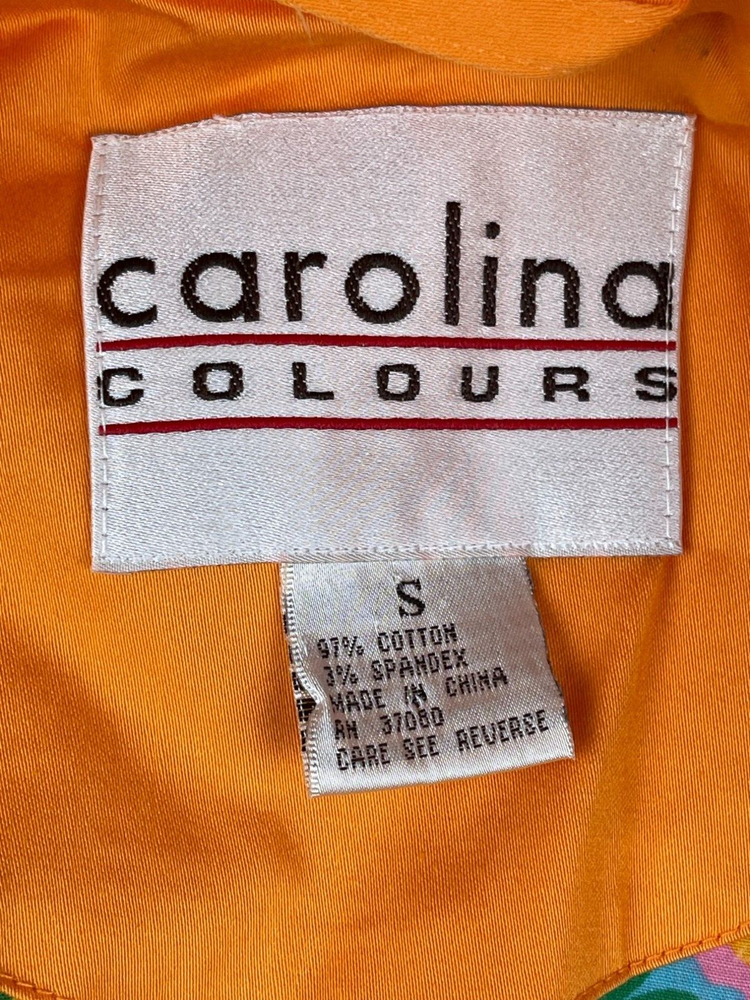 carolina
COLOURS
S
97% COTTON
3% SPANDEX
MADE IN CHINA
RN 37080
CARE SEE REVERSE